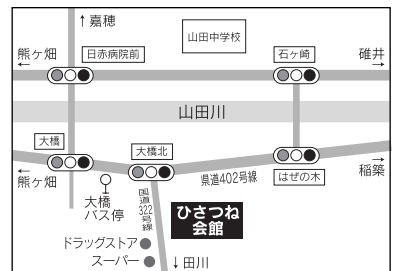 ↑嘉穂
山田中学校
熊ヶ畑
←
日赤病院前
石ヶ崎
碓井
→
山田川
大橋
大橋北
←
熊ヶ畑
大橋
バス停
国道322号線
県道402号線
はぜの木
→
稲築
ひさつね
会館
ドラッグストア
スーパー
↓田川